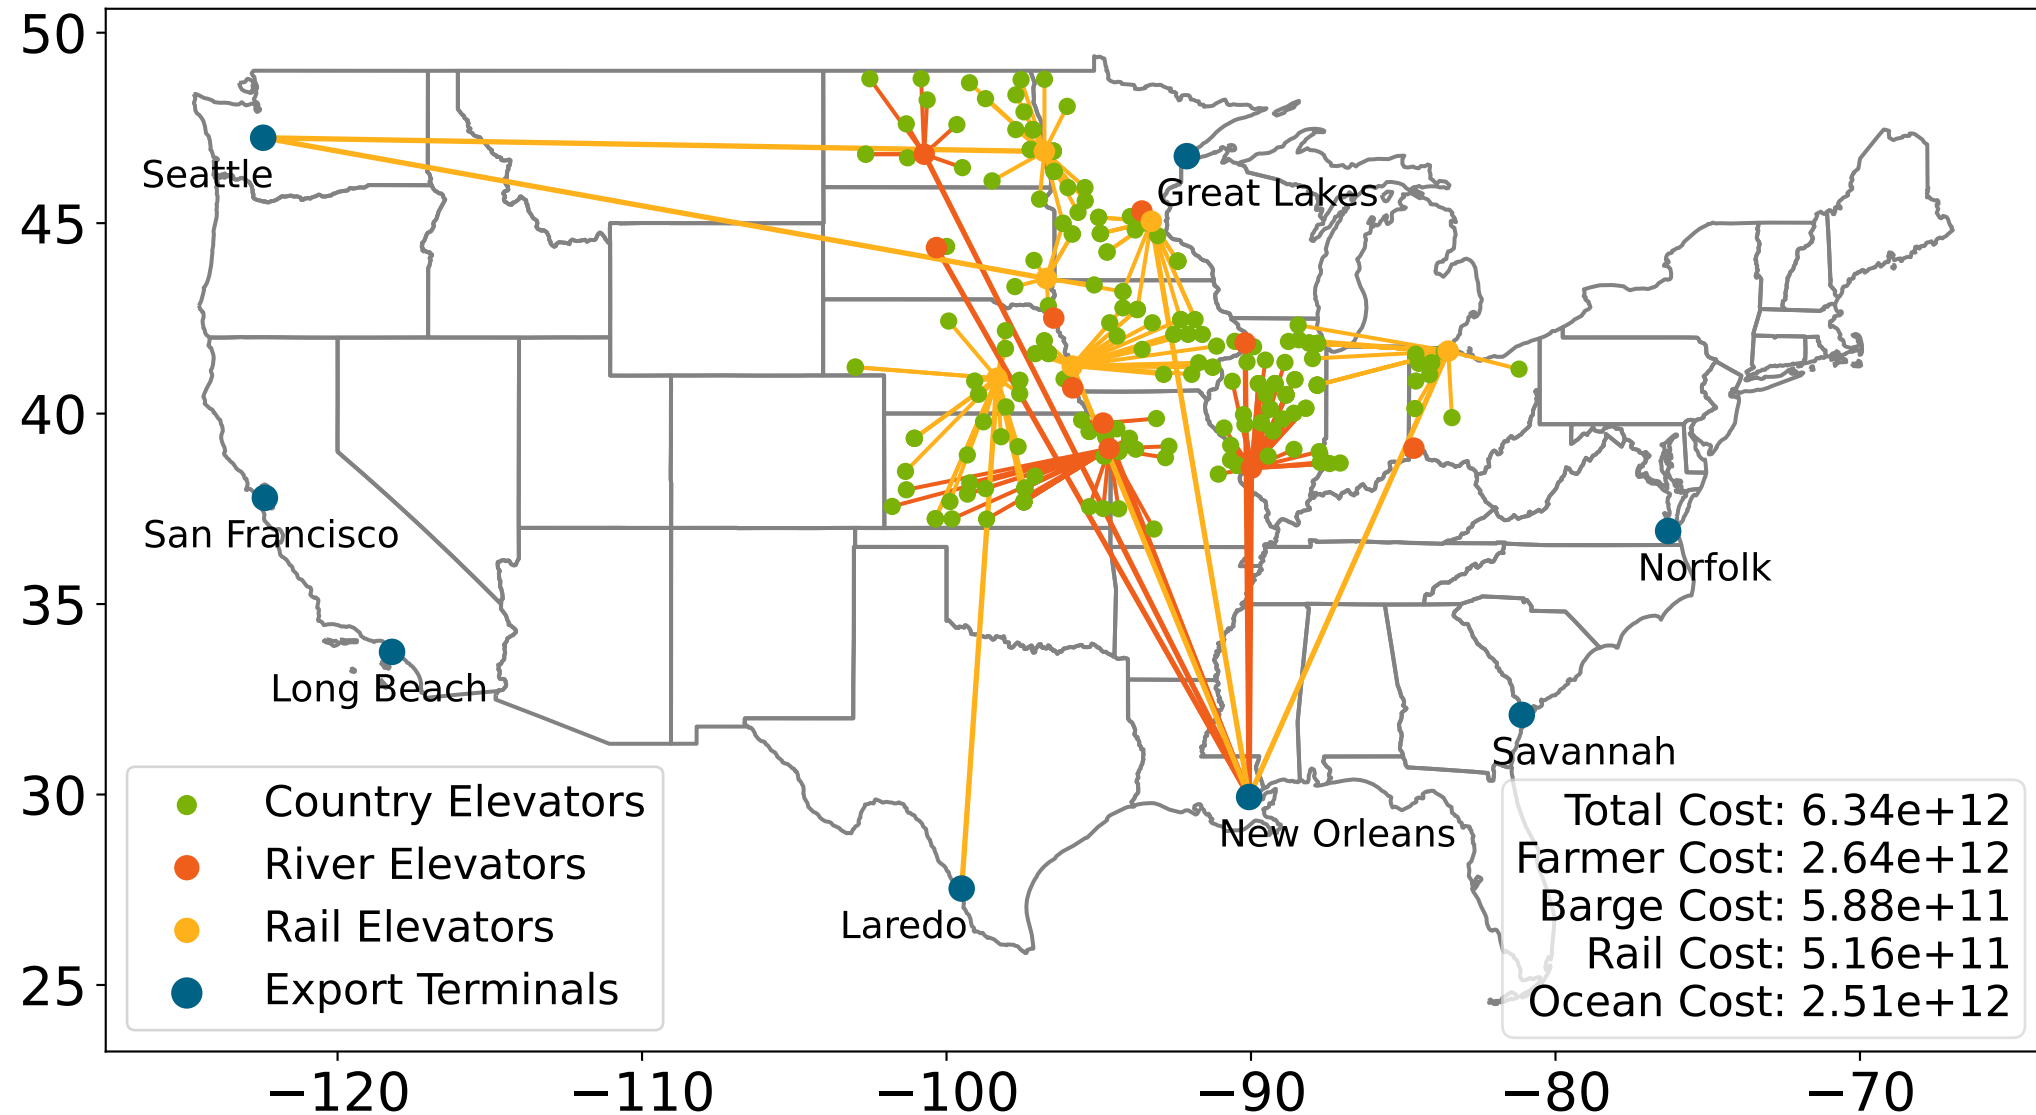 50
45
40
35
30
25
−120
−110
−100
−90
−80
−70
Seattle
Great Lakes
San Francisco
Norfolk
Long Beach
Savannah
New Orleans
Laredo
Country Elevators
River Elevators
Rail Elevators
Export Terminals
Total Cost: 6.34e+12
Farmer Cost: 2.64e+12
Barge Cost: 5.88e+11
Rail Cost: 5.16e+11
Ocean Cost: 2.51e+12